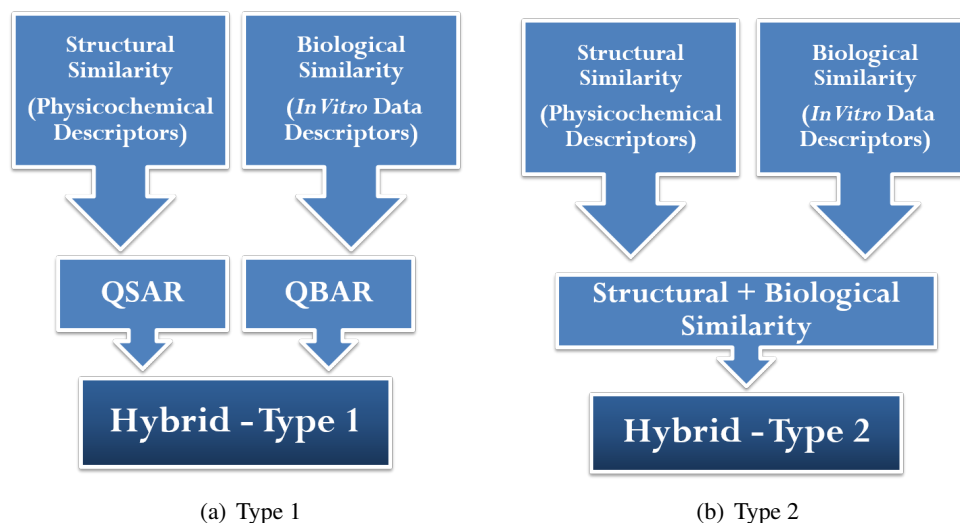 Structural
Similarity
(Physicochemical
Descriptors)
Biological
Similarity
(In Vitro Data
Descriptors)
QSAR
QBAR
Hybrid - Type 1
(a) Type 1
Structural
Similarity
(Physicochemical
Descriptors)
Biological
Similarity
(In Vitro Data
Descriptors)
Structural + Biological
Similarity
Hybrid - Type 2
(b) Type 2